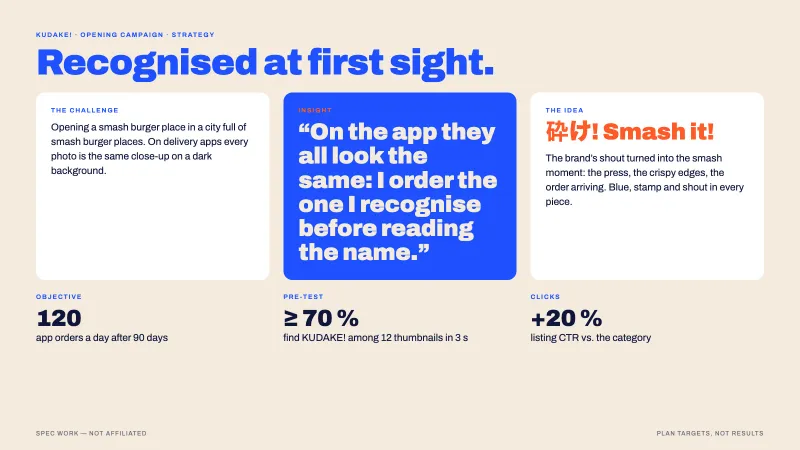 KUDAKE! · OPENING CAMPAIGN · STRATEGY
Recognised at first sight.
THE CHALLENGE
Opening a smash burger place in a city full of
smash burger places. On delivery apps every
photo is the same close-up on a dark
background.
INSIGHT
“On the app they
all look the
same: I order the
one I recognise
before reading
the name.”
THE IDEA
砕け! Smash it!
The brand’s shout turned into the smash
moment: the press, the crispy edges, the
order arriving. Blue, stamp and shout in every
piece.
OBJECTIVE
120
app orders a day after 90 days
PRE-TEST
≥ 70 %
find KUDAKE! among 12 thumbnails in 3 s
CLICKS
+20 %
listing CTR vs. the category
SPEC WORK — NOT AFFILIATED
PLAN TARGETS, NOT RESULTS